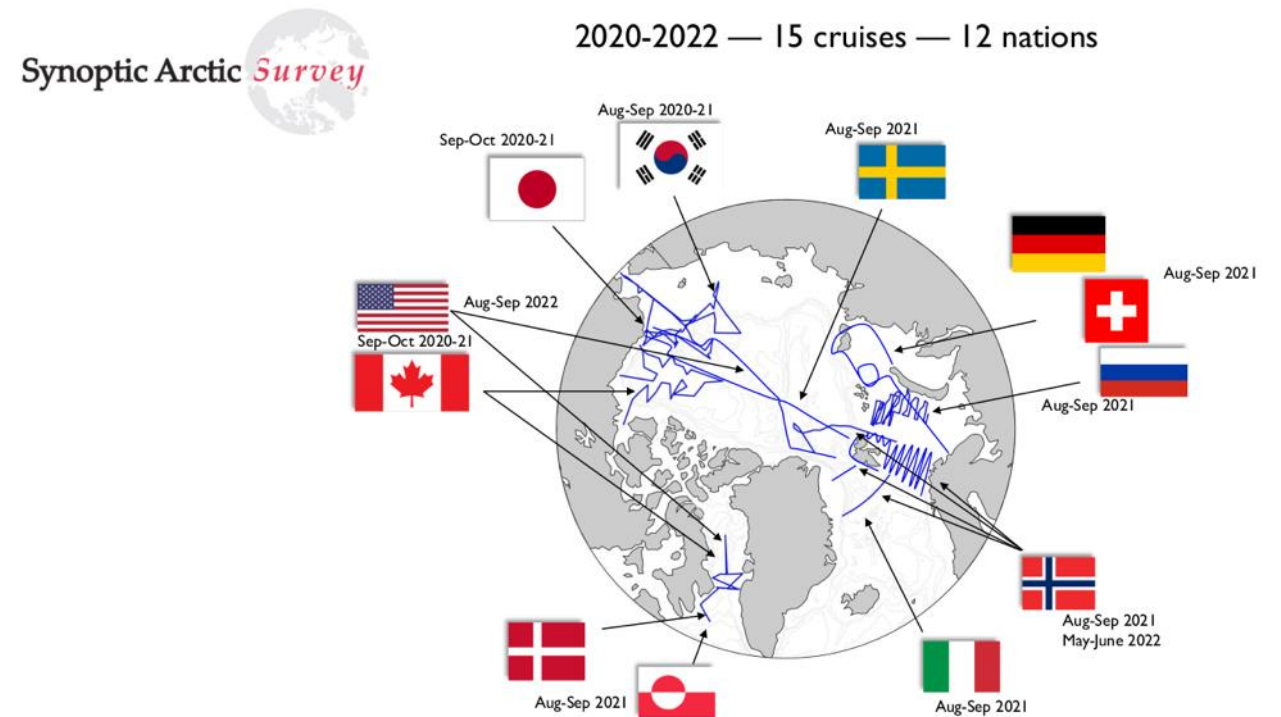 2020-2022 — 15 cruises — 12 nations
Synoptic Arctic Survey
Aug-Sep 2020-21
Sep-Oct 2020-21
Aug-Sep 2021
Aug-Sep 2021
Aug-Sep 2022
Sep-Oct 2020-21
Aug-Sep 2021
Aug-Sep 2021
May-June 2022
Aug-Sep 2021
Aug-Sep 2021